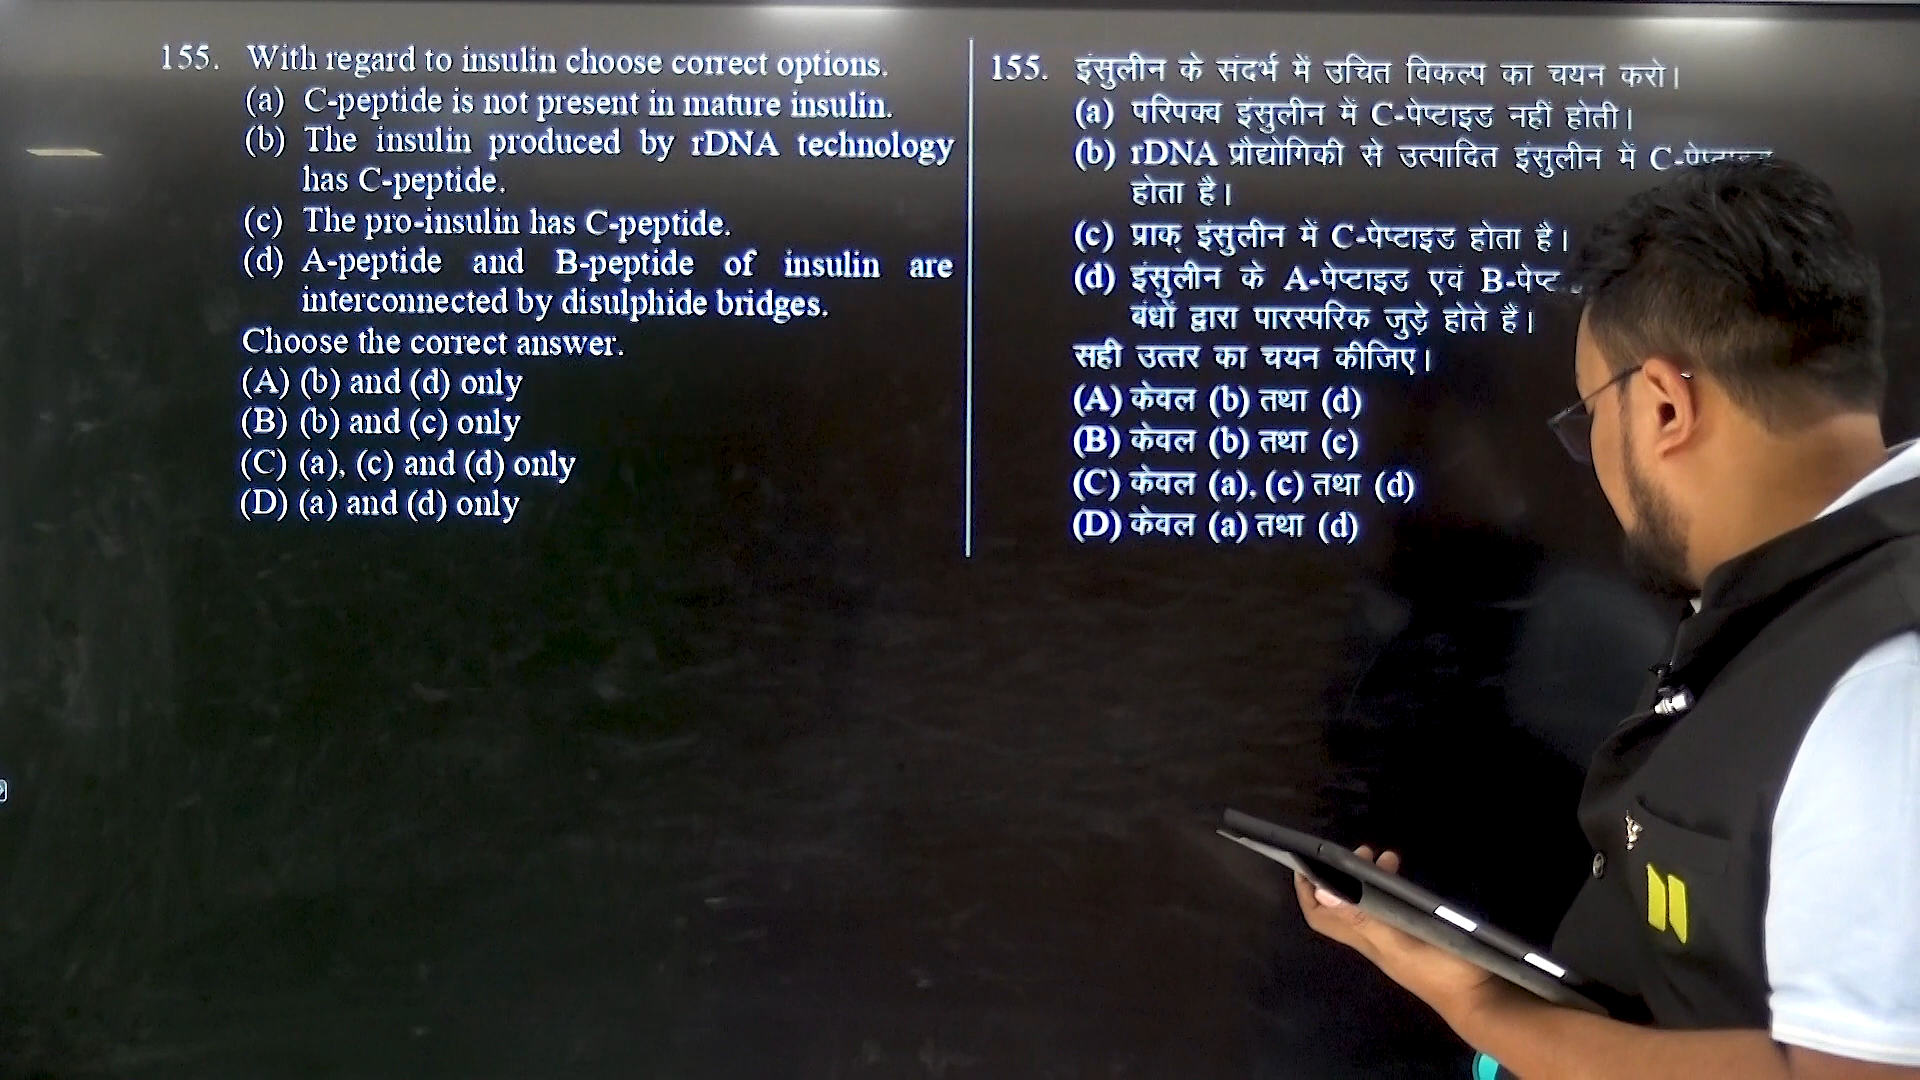 155. With regard to insulin choose correct options.
(a) C-peptide is not present in mature insulin.
(b) The insulin produced by rDNA technology
has C-peptide.
(c) The pro-insulin has C-peptide.
(d) A-peptide and B-peptide of insulin are
interconnected by disulphide bridges.
Choose the correct answer.
(A) (b) and (d) only
(B) (b) and (c) only
(C) (a), (c) and (d) only
(D) (a) and (d) only
155. इंसुलीन के संदर्भ में उचित विकल्प का चयन करो।
(a) परिपक्व इंसुलीन में C-पेप्टाइड नहीं होती।
(b) rDNA प्रौद्योगिकी से उत्पादित इंसुलीन में C-पेप्टाइड
होता है।
(c) प्राक् इंसुलीन में C-पेप्टाइड होता है।
(d) इंसुलीन के A-पेप्टाइड एवं
बंधों द्वारा पारस्परिक जुड़े होते हैं।
सही उत्तर का चयन कीजिए।
(A) केवल (b) तथा (d)
(B) केवल (b) तथा (c)
(C) केवल (a), (c) तथा (d)
(D) केवल (a) तथा (d)